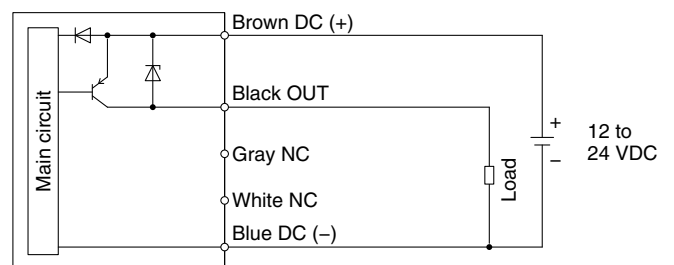 Brown DC (+)
Main circuit
Black OUT
Gray NC
White NC
Blue DC (−)
Load
+
−
12 to
24 VDC